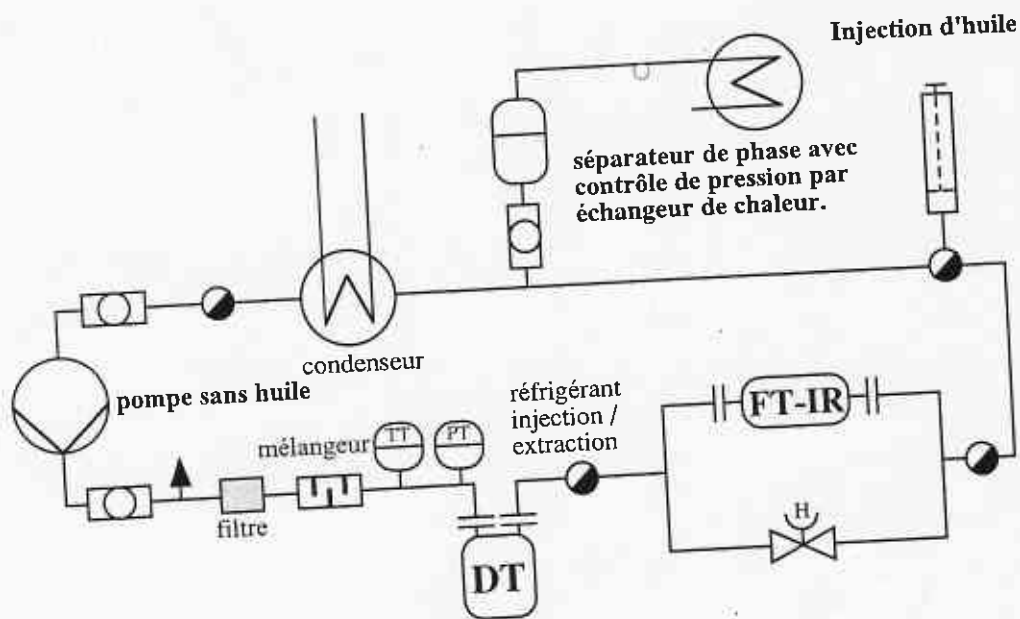 Injection d'huile
séparateur de phase avec
contrôle de pression par
échangeur de chaleur.
condenseur
pompe sans huile
réfrigérant
injection /
extraction
FT-IR
mélangeur
TT
PT
H
filtre
DT